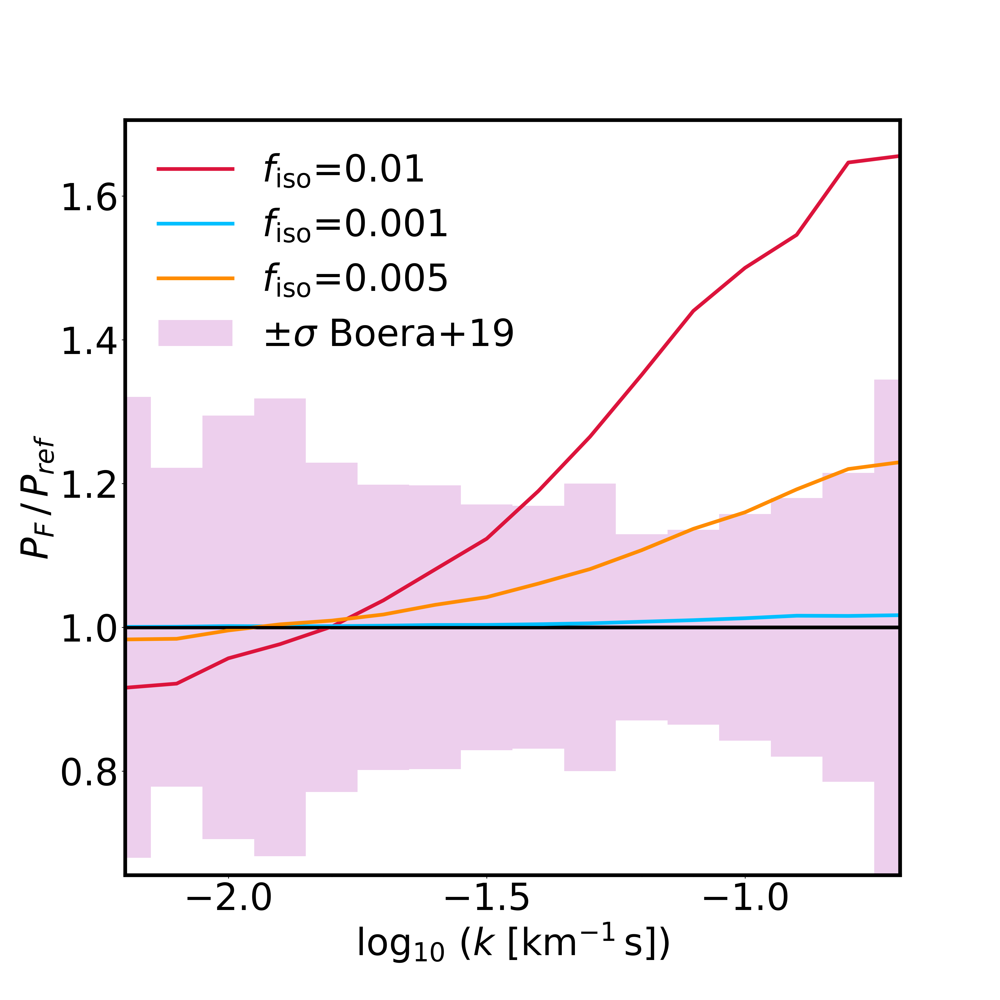 f_iso=0.01
f_iso=0.001
f_iso=0.005
±σ Boera+19
1.6
1.4
1.2
1.0
0.8
P_F / P_ref
−2.0 −1.5 −1.0
log₁₀ (k [km⁻¹ s])